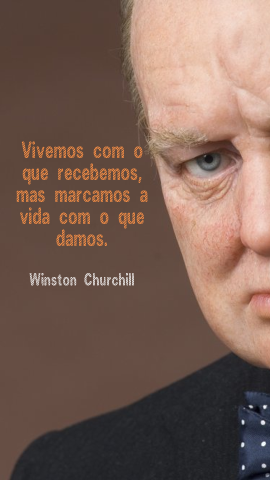 Vivemos com o
que recebemos,
mas marcamos a
vida com o que
damos.
Winston Churchill